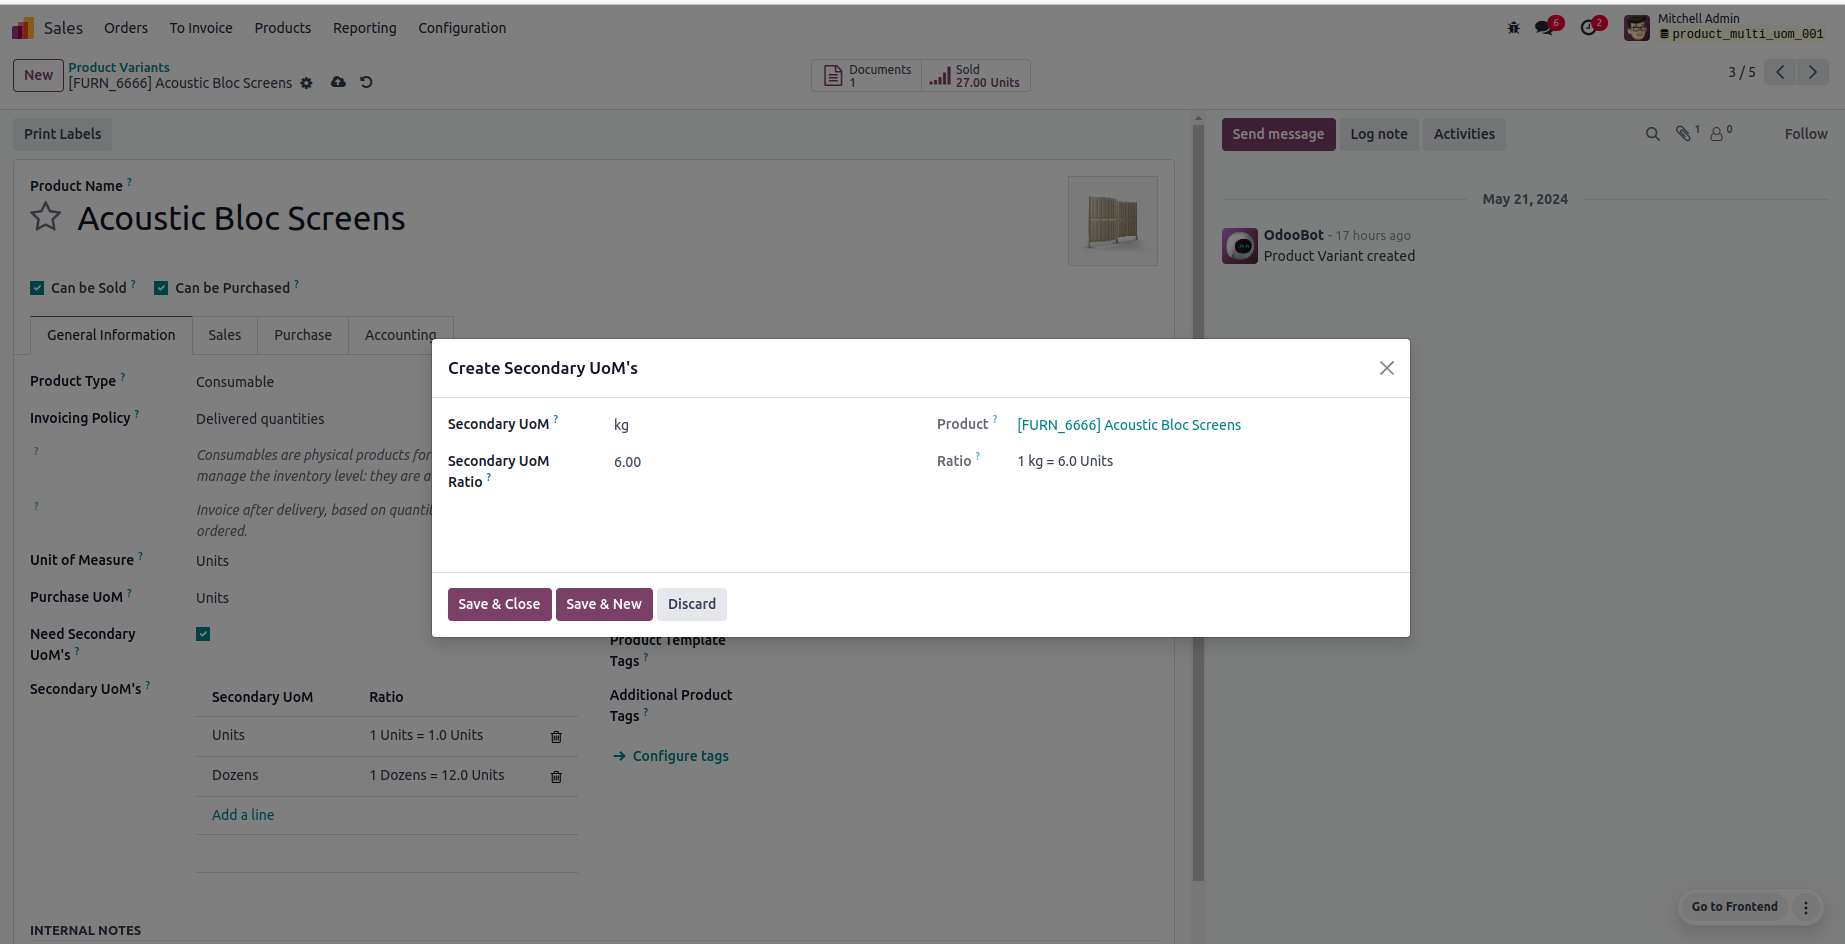 Sales Orders To Invoice Products Reporting Configuration 6 2 Mitchell Admin
product_multi_uom_001
New Product Variants
[FURN_6666] Acoustic Bloc Screens
Documents
1
Sold
27.00 Units
3 / 5
Print Labels
Send message Log note Activities 1 0 Follow
Product Name ?
Acoustic Bloc Screens
May 21, 2024
OdooBot - 17 hours ago
Product Variant created
Can be Sold ? Can be Purchased ?
General Information Sales Purchase Accounting
Create Secondary UoM's
Secondary UoM ? kg
Product ? [FURN_6666] Acoustic Bloc Screens
Secondary UoM
Ratio ?
6.00
Ratio ? 1 kg = 6.0 Units
Save & Close Save & New Discard
Product Type ? Consumable
Invoicing Policy ? Delivered quantities
? Consumables are physical products for
manage the inventory level: they are a
? Invoice after delivery, based on
ordered.
Unit of Measure ? Units
Purchase UoM ? Units
Need Secondary
UoM's ?
Secondary UoM's ?
Secondary UoM Ratio
Units 1 Units = 1.0 Units
Dozens 1 Dozens = 12.0 Units
Add a line
Product Template
Tags ?
Additional Product
Tags ?
Configure tags
INTERNAL NOTES
Go to Frontend